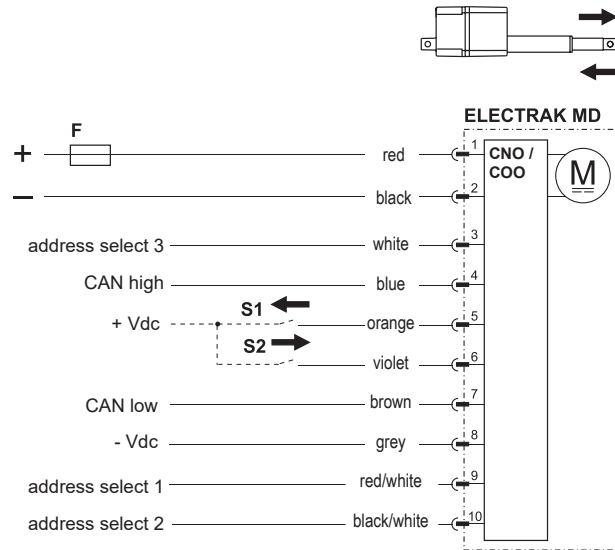 ELECTRAK MD
F
+ red 1 CNO /
COO
M
− black 2
address select 3 white 3
CAN high blue 4
S1
+ Vdc orange 5
S2
violet 6
CAN low brown 7
- Vdc grey 8
address select 1 red/white 9
address select 2 black/white 10